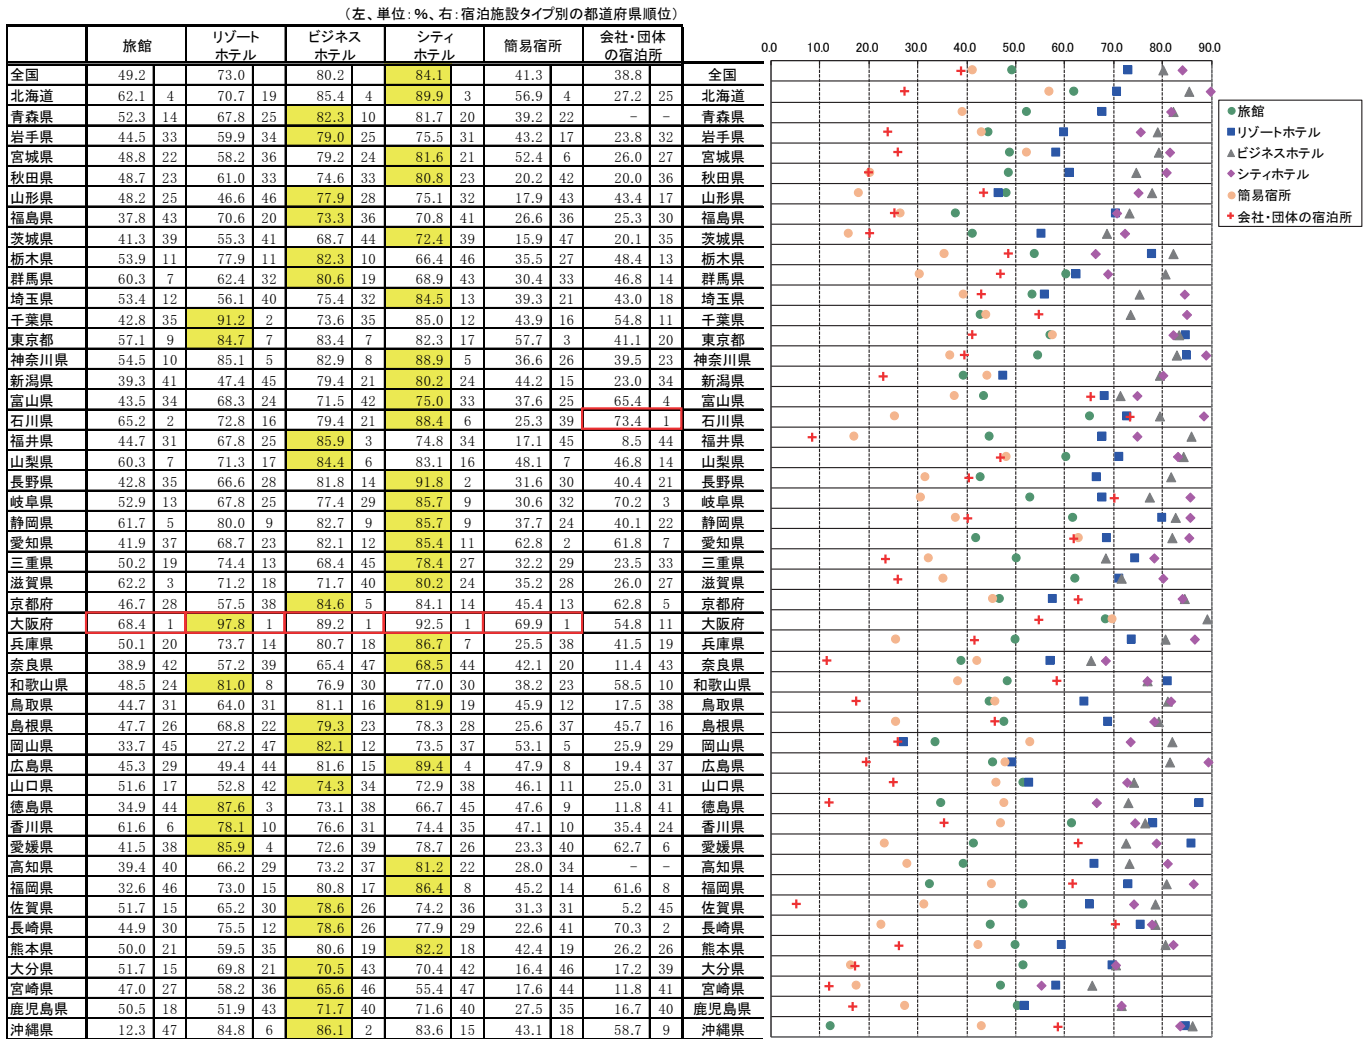 (左、単位：%、右：宿泊施設タイプ別の都道府県順位)
旅館 リゾートホテル ビジネスホテル シティホテル 簡易宿所 会社・団体の宿泊所
0.0 10.0 20.0 30.0 40.0 50.0 60.0 70.0 80.0 90.0
全国 49.2 73.0 80.2 84.1 41.3 38.8 全国
北海道 62.1 4 70.7 19 85.4 4 89.9 3 56.9 4 27.2 25 北海道
青森県 52.3 14 67.8 25 82.3 10 81.7 20 39.2 22 － － 青森県
岩手県 44.5 33 59.9 34 79.0 25 75.5 31 43.2 17 23.8 32 岩手県
宮城県 48.8 22 58.2 36 79.2 24 81.6 21 52.4 6 26.0 27 宮城県
秋田県 48.7 23 61.0 33 74.6 33 80.8 23 20.2 42 20.0 36 秋田県
山形県 48.2 25 46.6 46 77.9 28 75.1 32 17.9 43 43.4 17 山形県
福島県 37.8 43 70.6 20 73.3 36 70.8 41 26.6 36 25.3 30 福島県
茨城県 41.3 39 55.3 41 68.7 44 72.4 39 15.9 47 20.1 35 茨城県
栃木県 53.9 11 77.9 11 82.3 10 66.4 46 35.5 27 48.4 13 栃木県
群馬県 60.3 7 62.4 32 80.6 19 68.9 43 30.4 33 46.8 14 群馬県
埼玉県 53.4 12 56.1 40 75.4 32 84.5 13 39.3 21 43.0 18 埼玉県
千葉県 42.8 35 91.2 2 73.6 35 85.0 12 43.9 16 54.8 11 千葉県
東京都 57.1 9 84.7 7 83.4 7 82.3 17 57.7 3 41.1 20 東京都
神奈川県 54.5 10 85.1 5 82.9 8 88.9 5 36.6 26 39.5 23 神奈川県
新潟県 39.3 41 47.4 45 79.4 21 80.2 24 44.2 15 23.0 34 新潟県
富山県 43.5 34 68.3 24 71.5 42 75.0 33 37.6 25 65.4 4 富山県
石川県 65.2 2 72.8 16 79.4 21 88.4 6 25.3 39 73.4 1 石川県
福井県 44.7 31 67.8 25 85.9 3 74.8 34 17.1 45 8.5 44 福井県
山梨県 60.3 7 71.3 17 84.4 6 83.1 16 48.1 7 46.8 14 山梨県
長野県 42.8 35 66.6 28 81.8 14 91.8 2 31.6 30 40.4 21 長野県
岐阜県 52.9 13 67.8 25 77.4 29 85.7 9 30.6 32 70.2 3 岐阜県
静岡県 61.7 5 80.0 9 82.7 9 85.7 9 37.7 24 40.1 22 静岡県
愛知県 41.9 37 68.7 23 82.1 12 85.4 11 62.8 2 61.8 7 愛知県
三重県 50.2 19 74.4 13 68.4 45 78.4 27 32.2 29 23.5 33 三重県
滋賀県 62.2 3 71.2 18 71.7 40 80.2 24 35.2 28 26.0 27 滋賀県
京都府 46.7 28 57.5 38 84.6 5 84.1 14 45.4 13 62.8 5 京都府
大阪府 68.4 1 97.8 1 89.2 1 92.5 1 69.9 1 54.8 11 大阪府
兵庫県 50.1 20 73.7 14 80.7 18 86.7 7 25.5 38 41.5 19 兵庫県
奈良県 38.9 42 57.2 39 65.4 47 68.5 44 42.1 20 11.4 43 奈良県
和歌山県 48.5 24 81.0 8 76.9 30 77.0 30 38.2 23 58.5 10 和歌山県
鳥取県 44.7 31 64.0 31 81.1 16 81.9 19 45.9 12 17.5 38 鳥取県
島根県 47.7 26 68.8 22 79.3 23 78.3 28 25.6 37 45.7 16 島根県
岡山県 33.7 45 27.2 47 82.1 12 73.5 37 53.1 5 25.9 29 岡山県
広島県 45.3 29 49.4 44 81.6 15 89.4 4 47.9 8 19.4 37 広島県
山口県 51.6 17 52.8 42 74.3 34 72.9 38 46.1 11 25.0 31 山口県
徳島県 34.9 44 87.6 3 73.1 38 66.7 45 47.6 9 11.8 41 徳島県
香川県 61.6 6 78.1 10 76.6 31 74.4 35 47.1 10 35.4 24 香川県
愛媛県 41.5 38 85.9 4 72.6 39 78.7 26 23.3 40 62.7 6 愛媛県
高知県 39.4 40 66.2 29 73.2 37 81.2 22 28.0 34 － － 高知県
福岡県 32.6 46 73.0 15 80.8 17 86.4 8 45.2 14 61.6 8 福岡県
佐賀県 51.7 15 65.2 30 78.6 26 74.2 36 31.3 31 5.2 45 佐賀県
長崎県 44.9 30 75.5 12 78.6 26 77.9 29 22.6 41 70.3 2 長崎県
熊本県 50.0 21 59.5 35 80.6 19 82.2 18 42.4 19 26.2 26 熊本県
大分県 51.7 15 69.8 21 70.5 43 70.4 42 16.4 46 17.2 39 大分県
宮崎県 47.0 27 58.2 36 65.6 46 55.4 47 17.6 44 11.8 41 宮崎県
鹿児島県 50.5 18 51.9 43 71.7 40 71.6 40 27.5 35 16.7 40 鹿児島県
沖縄県 12.3 47 84.8 6 86.1 2 83.6 15 43.1 18 58.7 9 沖縄県
旅館
リゾートホテル
ビジネスホテル
シティホテル
簡易宿所
会社・団体の宿泊所